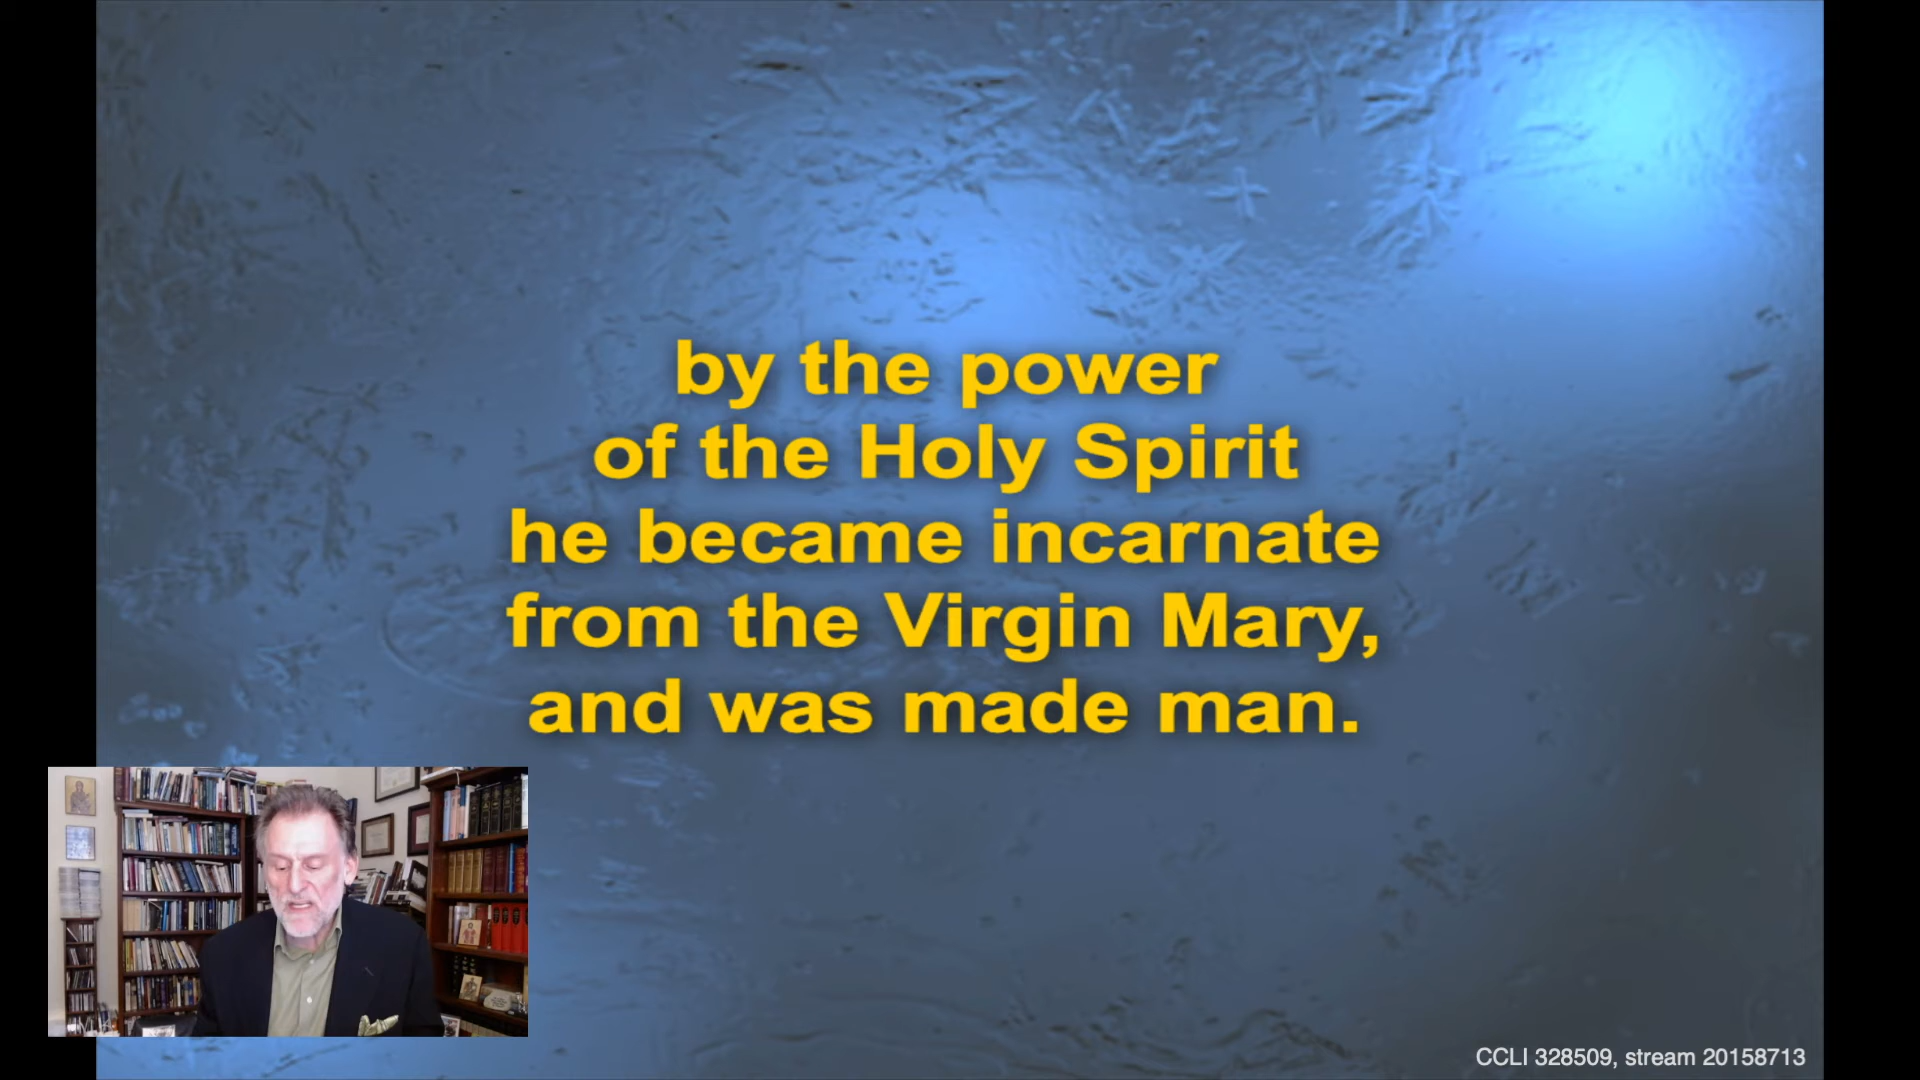 by the power
of the Holy Spirit
he became incarnate
from the Virgin Mary,
and was made man.
CCLI 328509, stream 20158713